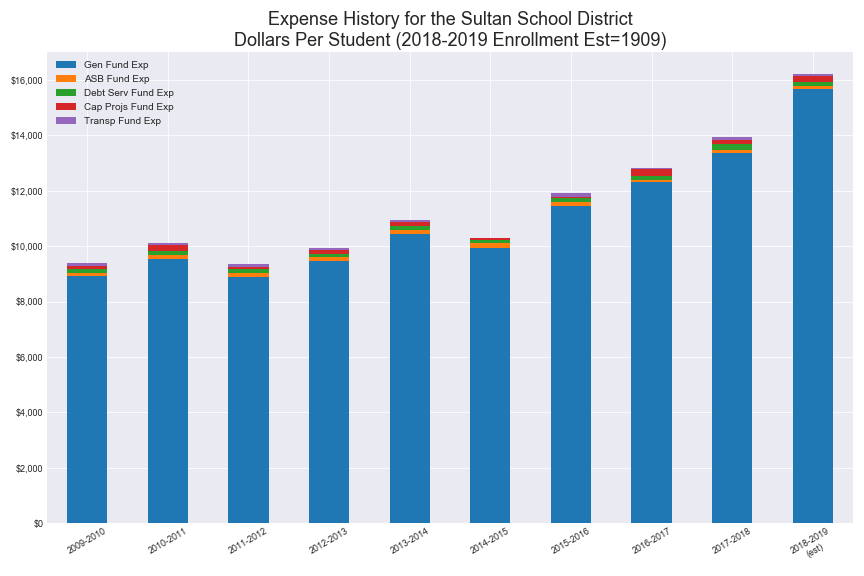 Expense History for the Sultan School District
Dollars Per Student (2018-2019 Enrollment Est=1909)
Gen Fund Exp
ASB Fund Exp
Debt Serv Fund Exp
Cap Projs Fund Exp
Transp Fund Exp
$16,000
$14,000
$12,000
$10,000
$8,000
$6,000
$4,000
$2,000
$0
2009-2010
2010-2011
2011-2012
2012-2013
2013-2014
2014-2015
2015-2016
2016-2017
2017-2018
2018-2019
(est)